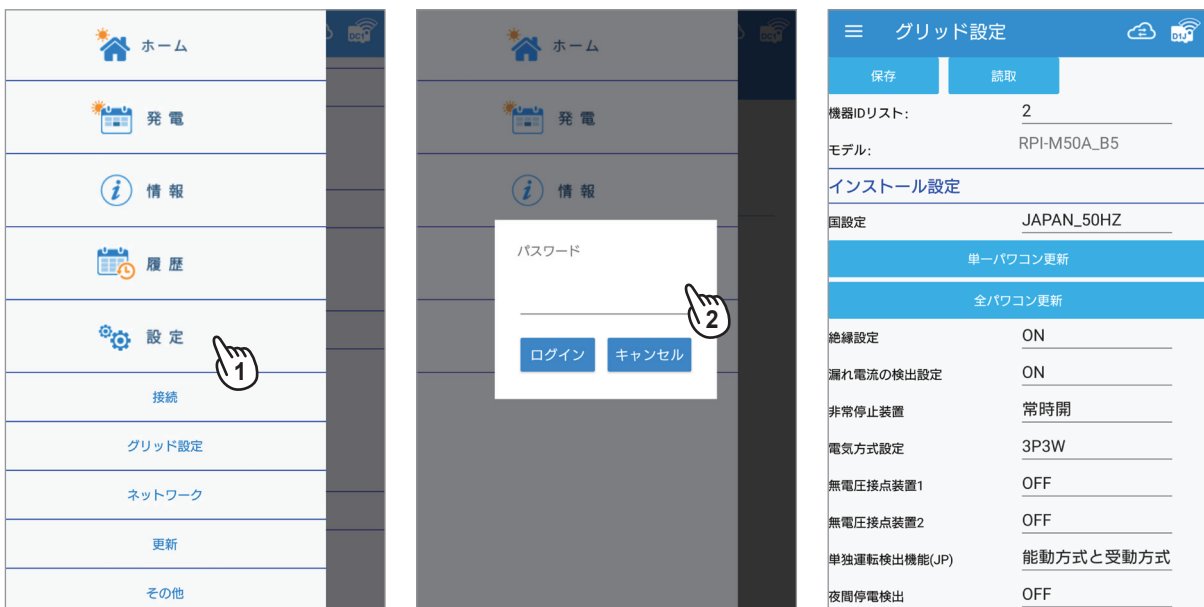 ホーム
DC1
発電
情報
履歴
設定
1
接続
グリッド設定
ネットワーク
更新
その他
ホーム
DC1
発電
情報
パスワード
2
ログイン キャンセル
グリッド設定
D1J
保存 読取
機器IDリスト: 2
モデル: RPI-M50A_B5
インストール設定
国設定 JAPAN_50HZ
単一パワコン更新
全パワコン更新
絶縁設定 ON
漏れ電流の検出設定 ON
非常停止装置 常時開
電気方式設定 3P3W
無電圧接点装置1 OFF
無電圧接点装置2 OFF
単独運転検出機能(JP) 能動方式と受動方式
夜間停電検出 OFF